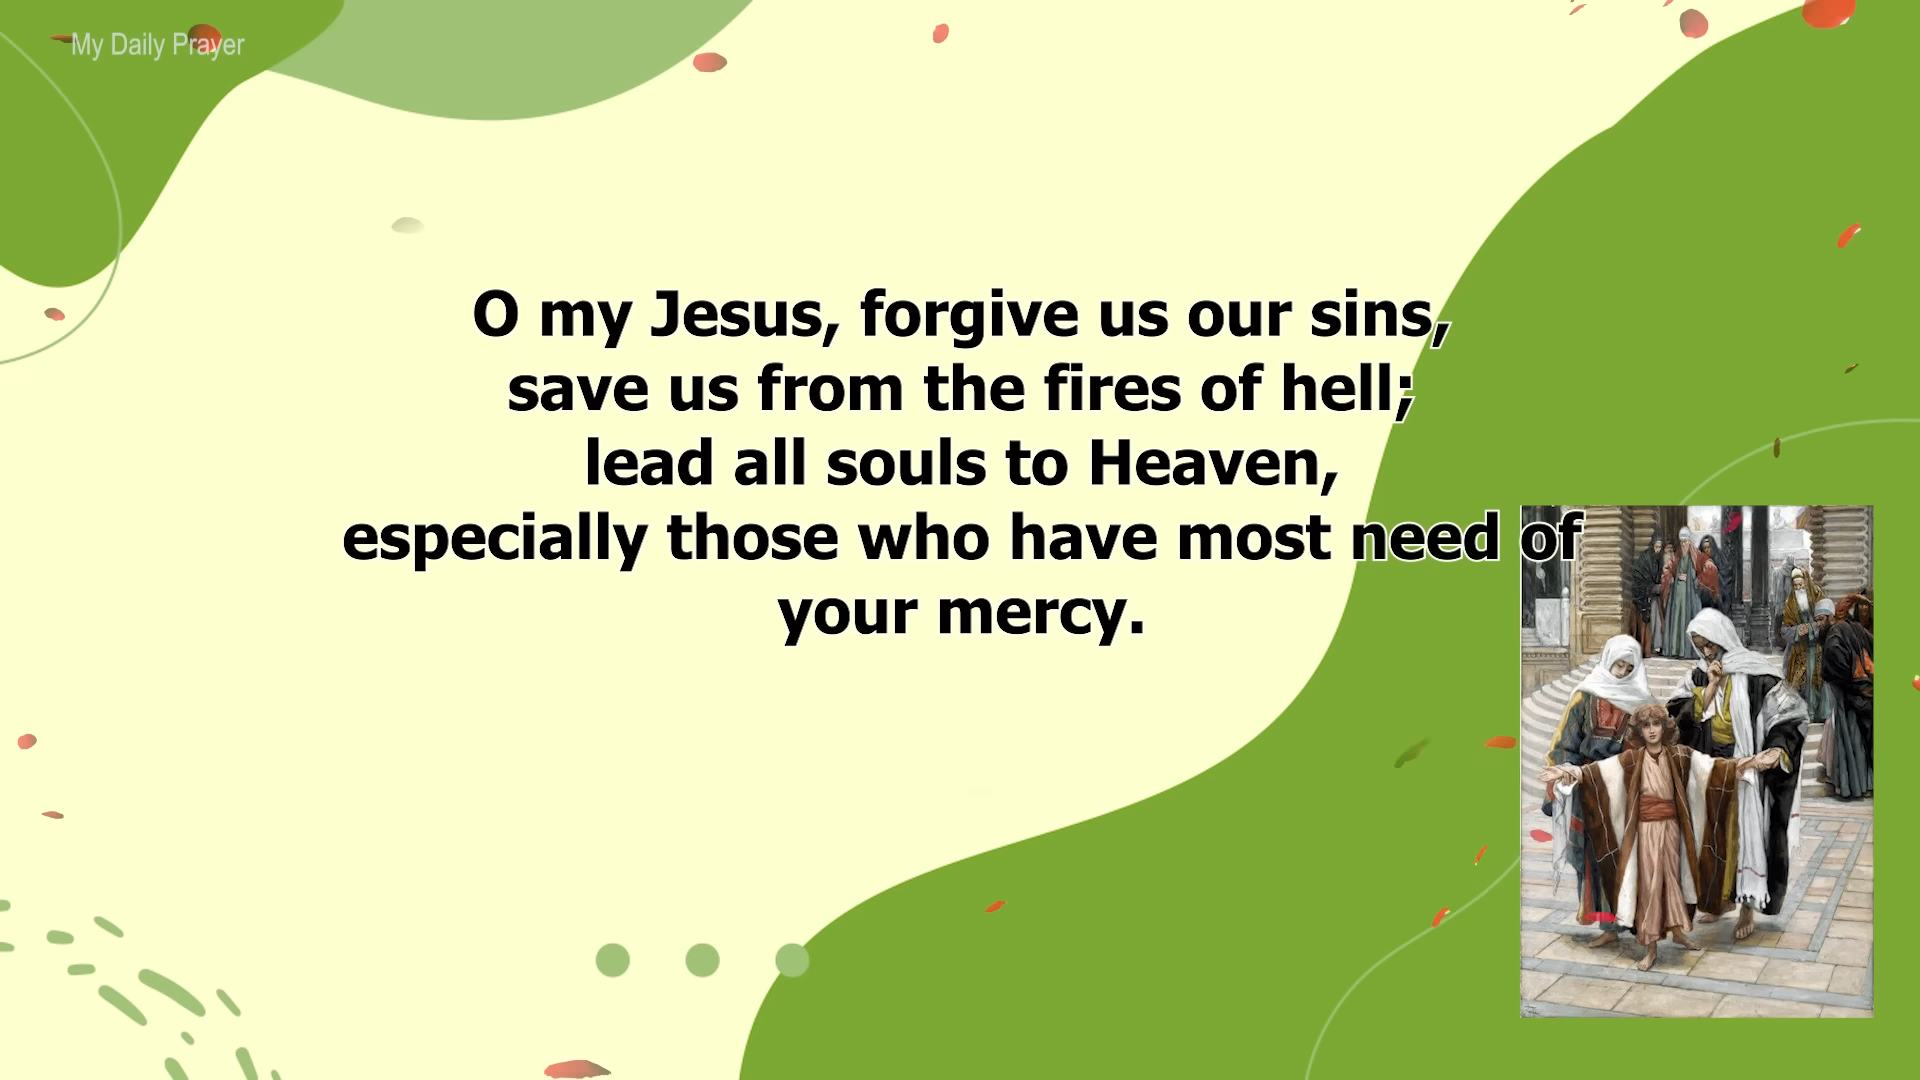 My Daily Prayer
O my Jesus, forgive us our sins,
save us from the fires of hell;
lead all souls to Heaven,
especially those who have most need of
your mercy.